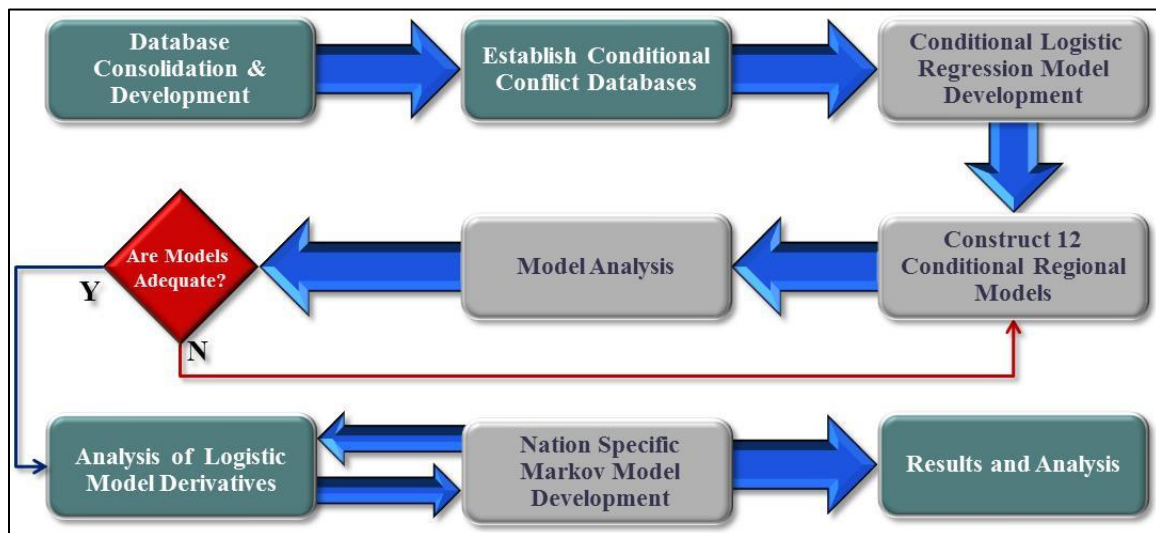 Database
Consolidation &
Development
Establish Conditional
Conflict Databases
Conditional Logistic
Regression Model
Development
Are Models
Adequate?
Y
N
Model Analysis
Construct 12
Conditional Regional
Models
Analysis of Logistic
Model Derivatives
Nation Specific
Markov Model
Development
Results and Analysis